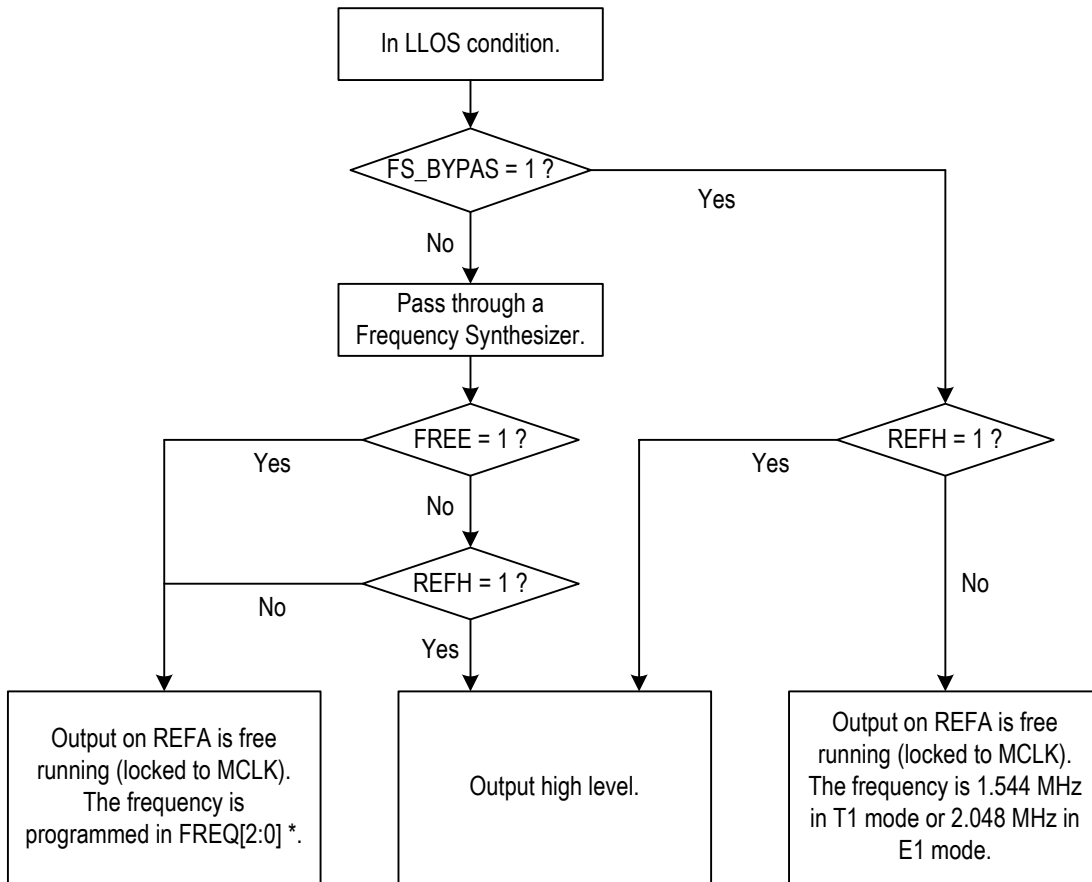 In LLOS condition.
FS_BYPAS = 1 ?
Yes
No
Pass through a
Frequency Synthesizer.
FREE = 1 ?
REFH = 1 ?
Yes
Yes
No
REFH = 1 ?
No
No
Yes
Output on REFA is free
running (locked to MCLK).
The frequency is
programmed in FREQ[2:0] *.
Output high level.
Output on REFA is free
running (locked to MCLK).
The frequency is 1.544 MHz
in T1 mode or 2.048 MHz in
E1 mode.